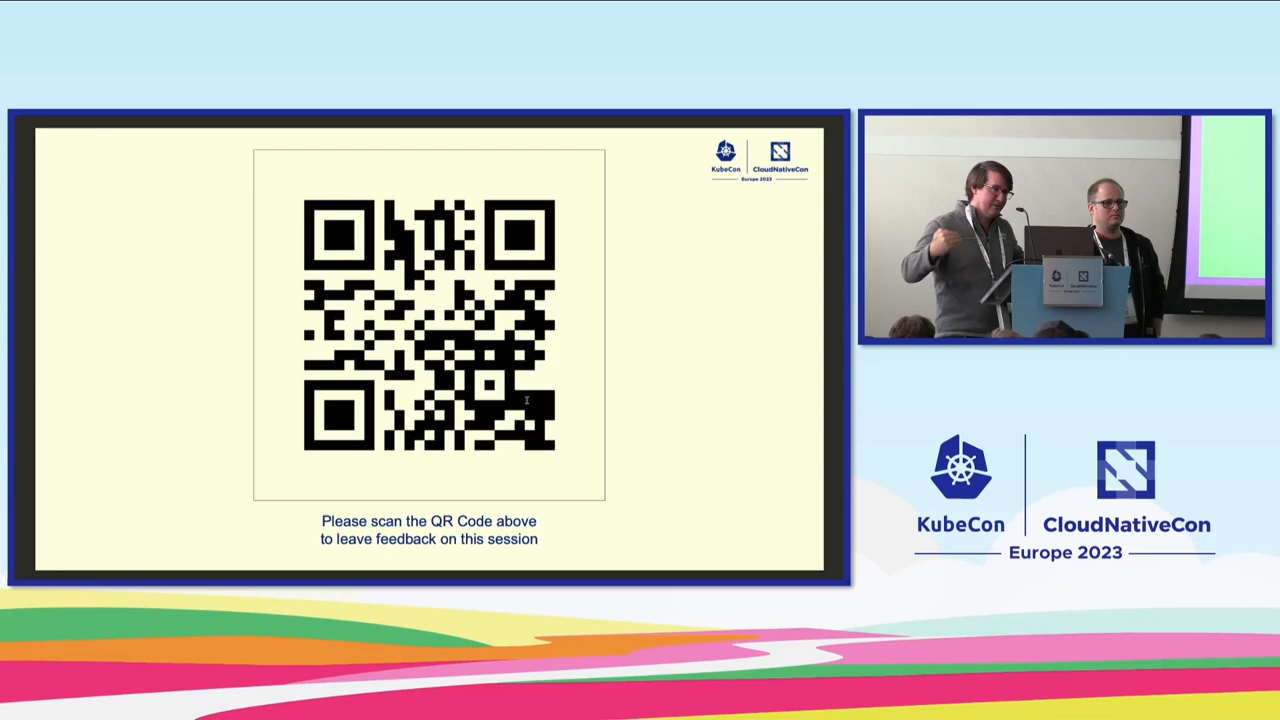 KubeCon
CloudNativeCon
Europe 2023
Please scan the QR Code above
to leave feedback on this session
KubeCon
CloudNativeCon
Europe 2023